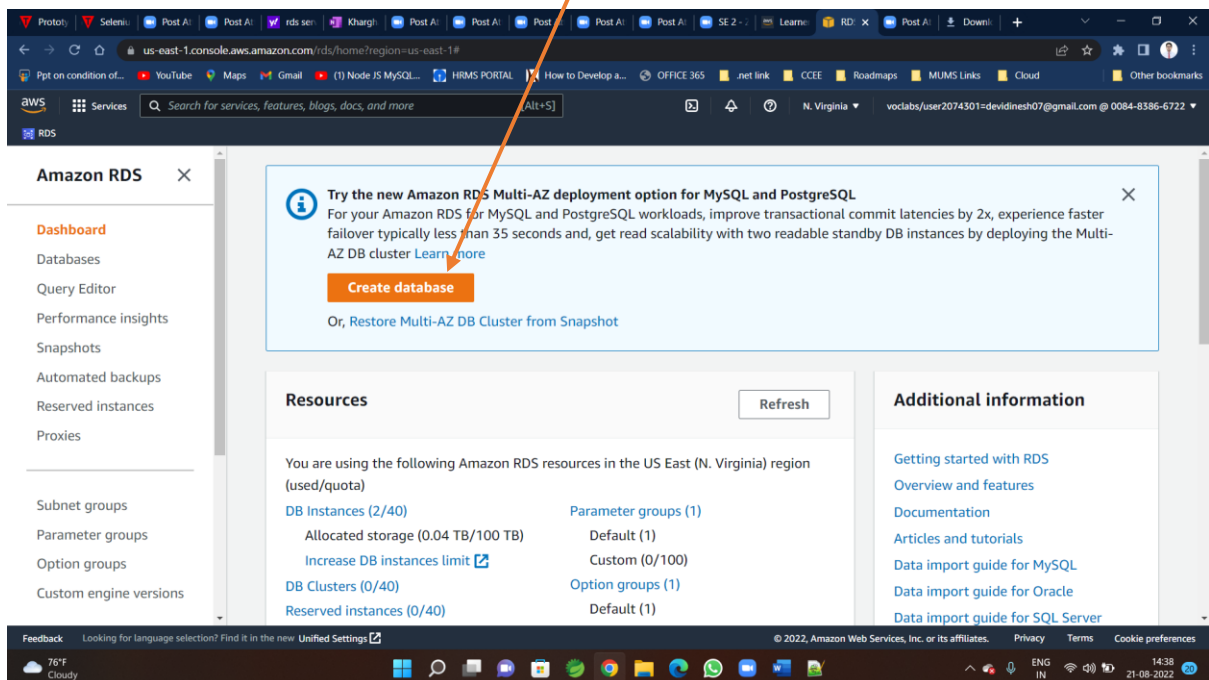 Prototy
Seleniu
Post At
Post At
rds sen
Khargh
Post At
Post At
Post At
Post At
Post At
SE 2 - 2
Learne
RDS
Post At
Downl
us-east-1.console.aws.amazon.com/rds/home?region=us-east-1#
Ppt on condition of... YouTube Maps Gmail (1) Node JS MySQL... HRMS PORTAL How to Develop a... OFFICE 365 .net link CCEE Roadmaps MUMS Links Cloud Other bookmarks
aws Services Search for services, features, blogs, docs, and more [Alt+S] N. Virginia voclabs/user2074301=devidinesh07@gmail.com @ 0084-8386-6722
RDS
Amazon RDS
Dashboard
Databases
Query Editor
Performance insights
Snapshots
Automated backups
Reserved instances
Proxies
Subnet groups
Parameter groups
Option groups
Custom engine versions
Try the new Amazon RDS Multi-AZ deployment option for MySQL and PostgreSQL
For your Amazon RDS for MySQL and PostgreSQL workloads, improve transactional commit latencies by 2x, experience faster
failover typically less than 35 seconds and, get read scalability with two readable standby DB instances by deploying the Multi-
AZ DB cluster Learn more
Create database
Or, Restore Multi-AZ DB Cluster from Snapshot
Resources
Refresh
You are using the following Amazon RDS resources in the US East (N. Virginia) region
(used/quota)
DB Instances (2/40)
Allocated storage (0.04 TB/100 TB)
Increase DB instances limit
DB Clusters (0/40)
Reserved instances (0/40)
Parameter groups (1)
Default (1)
Custom (0/100)
Option groups (1)
Default (1)
Additional information
Getting started with RDS
Overview and features
Documentation
Articles and tutorials
Data import guide for MySQL
Data import guide for Oracle
Data import guide for SQL Server
Feedback Looking for language selection? Find it in the new Unified Settings © 2022, Amazon Web Services, Inc. or its affiliates. Privacy Terms Cookie preferences
76°F
Cloudy
ENG
IN
14:38
21-08-2022
20